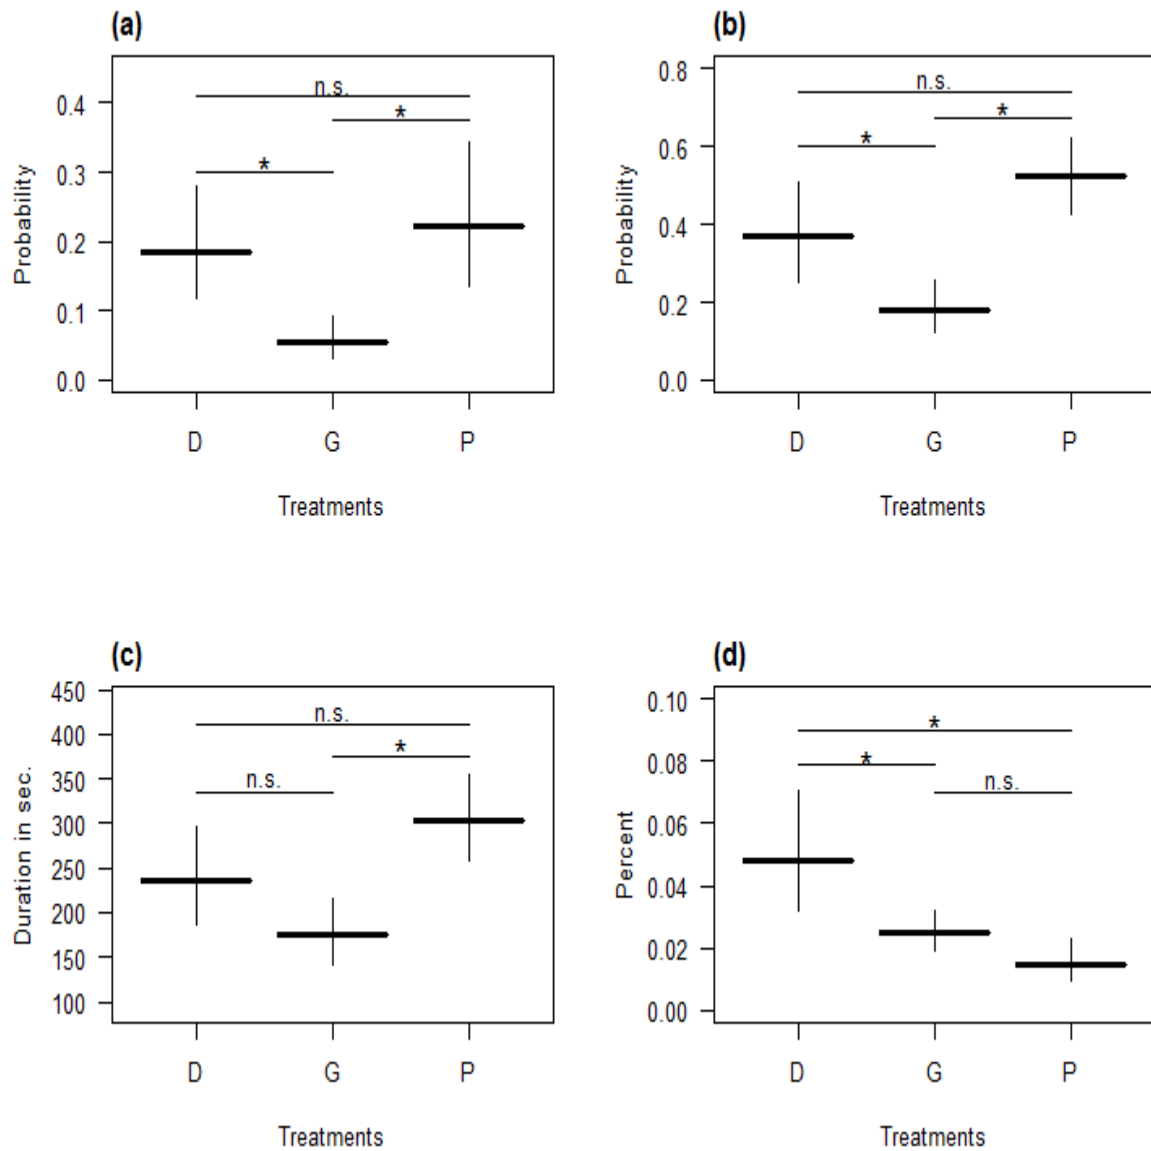 (a)
n.s.
*
*
0.4
0.3
0.2
0.1
0.0
Probability
D G P
Treatments
(b)
n.s.
*
*
0.8
0.6
0.4
0.2
0.0
Probability
D G P
Treatments
(c)
n.s.
*
n.s.
450
400
350
300
250
200
150
100
Duration in sec.
D G P
Treatments
(d)
*
*
n.s.
0.10
0.08
0.06
0.04
0.02
0.00
Percent
D G P
Treatments